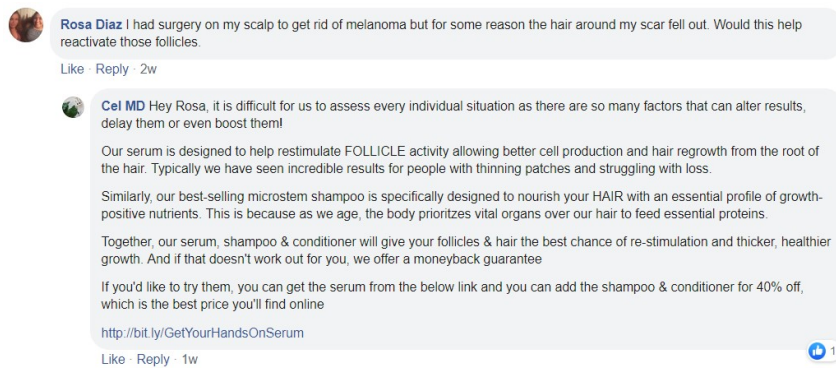 Rosa Diaz I had surgery on my scalp to get rid of melanoma but for some reason the hair around my scar fell out. Would this help
reactivate those follicles.
Like · Reply · 2w
Cel MD Hey Rosa, it is difficult for us to assess every individual situation as there are so many factors that can alter results,
delay them or even boost them!
Our serum is designed to help restimulate FOLLICLE activity allowing better cell production and hair regrowth from the root of
the hair. Typically we have seen incredible results for people with thinning patches and struggling with loss.
Similarly, our best-selling microstem shampoo is specifically designed to nourish your HAIR with an essential profile of growth-
positive nutrients. This is because as we age, the body prioritzes vital organs over our hair to feed essential proteins.
Together, our serum, shampoo & conditioner will give your follicles & hair the best chance of re-stimulation and thicker, healthier
growth. And if that doesn't work out for you, we offer a moneyback guarantee
If you'd like to try them, you can get the serum from the below link and you can add the shampoo & conditioner for 40% off,
which is the best price you'll find online
http://bit.ly/GetYourHandsOnSerum
Like · Reply · 1w
1